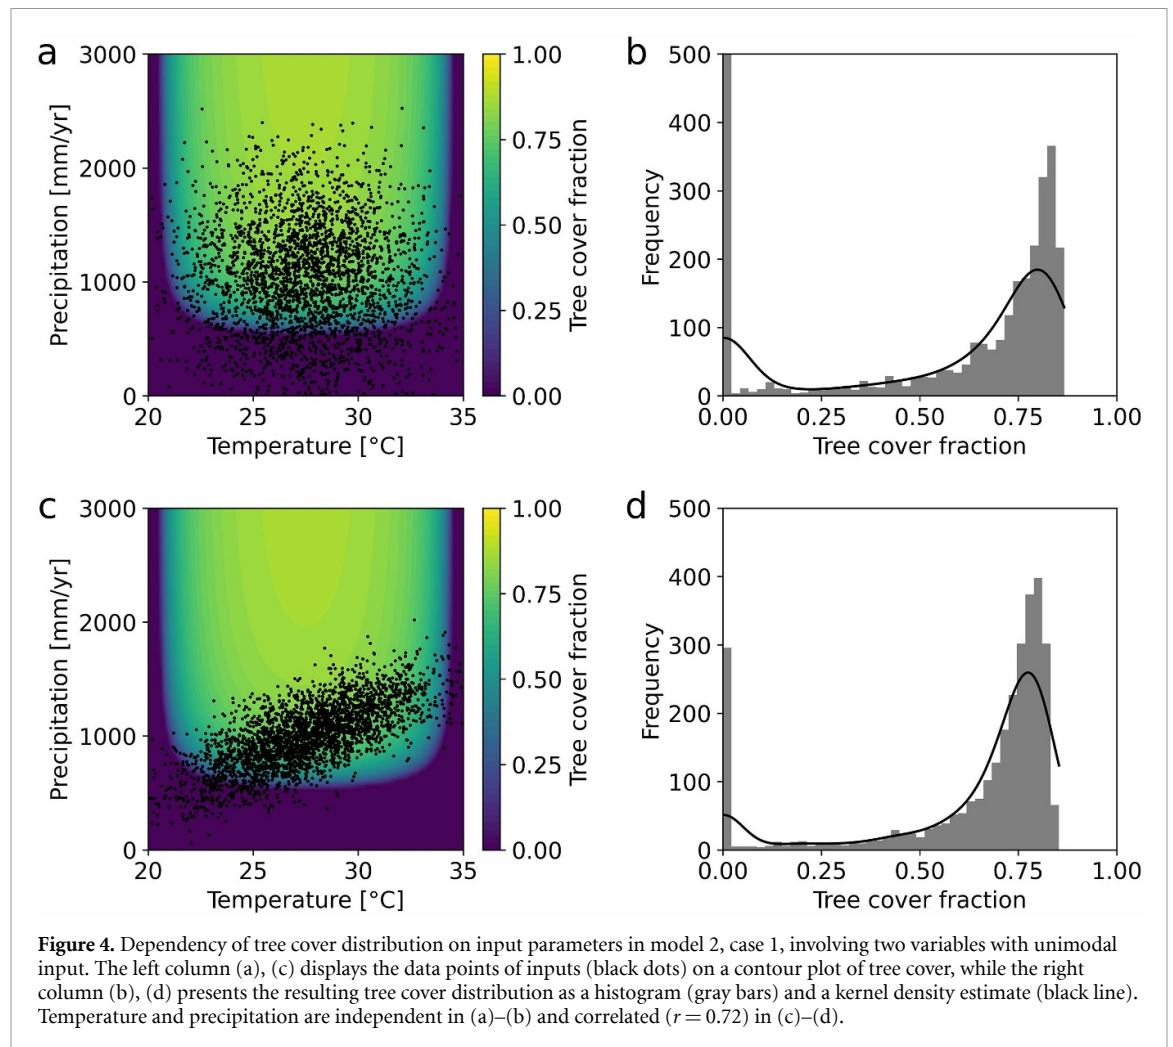 a
3000
2000
1000
0
Precipitation [mm/yr]
20 25 30 35
Temperature [°C]
1.00
0.75
0.50
0.25
0.00
Tree cover fraction
b
500
400
300
200
100
0
Frequency
0.00 0.25 0.50 0.75 1.00
Tree cover fraction
c
3000
2000
1000
0
Precipitation [mm/yr]
20 25 30 35
Temperature [°C]
1.00
0.75
0.50
0.25
0.00
Tree cover fraction
d
500
400
300
200
100
0
Frequency
0.00 0.25 0.50 0.75 1.00
Tree cover fraction
Figure 4. Dependency of tree cover distribution on input parameters in model 2, case 1, involving two variables with unimodal
input. The left column (a), (c) displays the data points of inputs (black dots) on a contour plot of tree cover, while the right
column (b), (d) presents the resulting tree cover distribution as a histogram (gray bars) and a kernel density estimate (black line).
Temperature and precipitation are independent in (a)–(b) and correlated (r = 0.72) in (c)–(d).